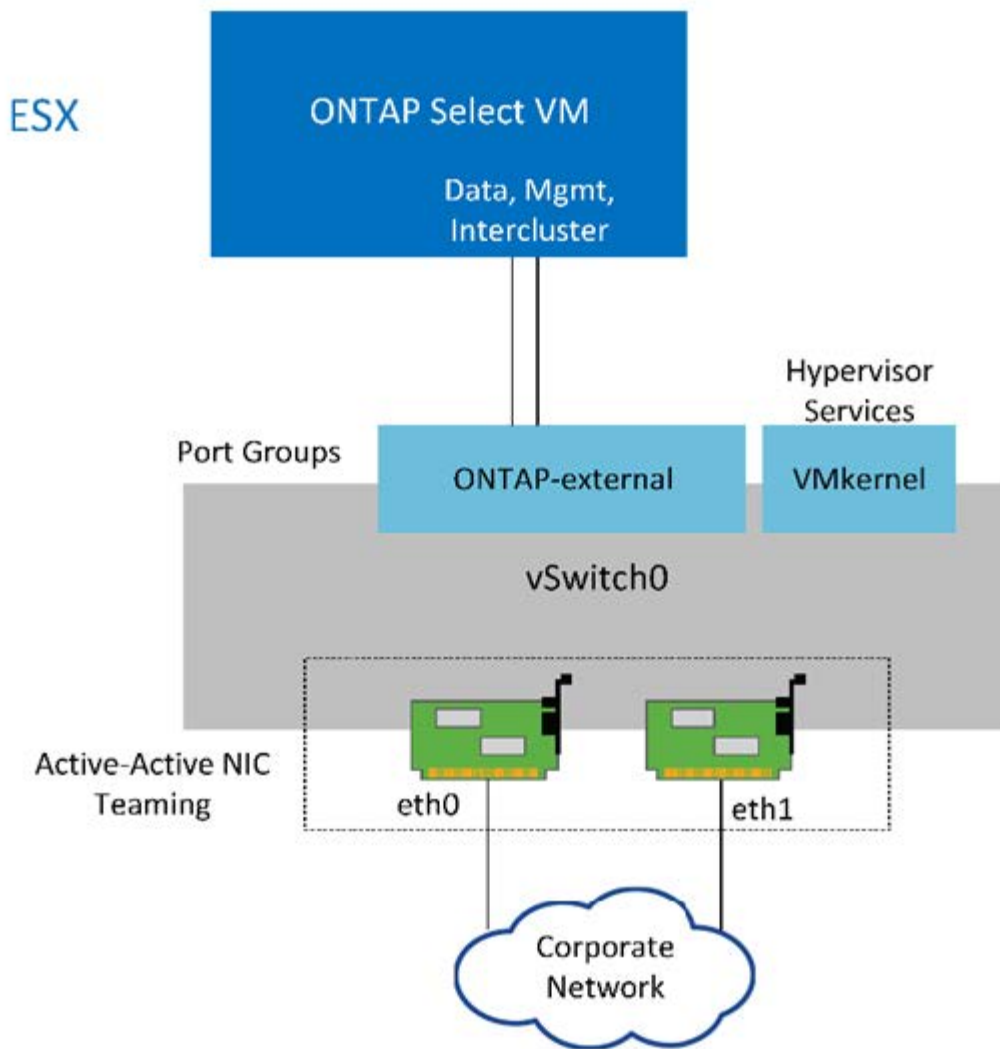 ESX
ONTAP Select VM
Data, Mgmt,
Intercluster
Hypervisor
Services
Port Groups
ONTAP-external
VMkernel
vSwitch0
Active-Active NIC
Teaming
eth0
eth1
Corporate
Network